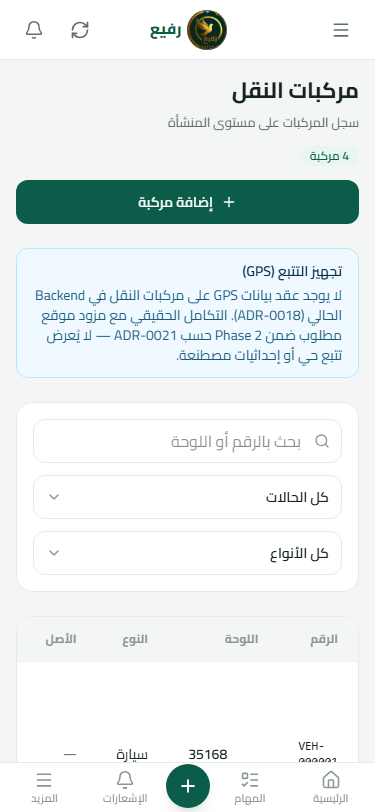 رفيع
مركبات النقل
سجل المركبات على مستوى المنشأة
4 مركبة
+ إضافة مركبة
تجهيز التتبع (GPS)
لا يوجد عقد بيانات GPS على مركبات النقل في Backend
الحالي (ADR-0018). التكامل الحقيقي مع مزود موقع
مطلوب ضمن Phase 2 حسب ADR-0021 — لا يُعرض
تتبع حي أو إحداثيات مصطنعة.
بحث بالرقم أو اللوحة
كل الحالات
كل الأنواع
الرقم اللوحة النوع الأصل
VEH-
000001 35168 سيارة —
الرئيسية المهام + الإشعارات المزيد